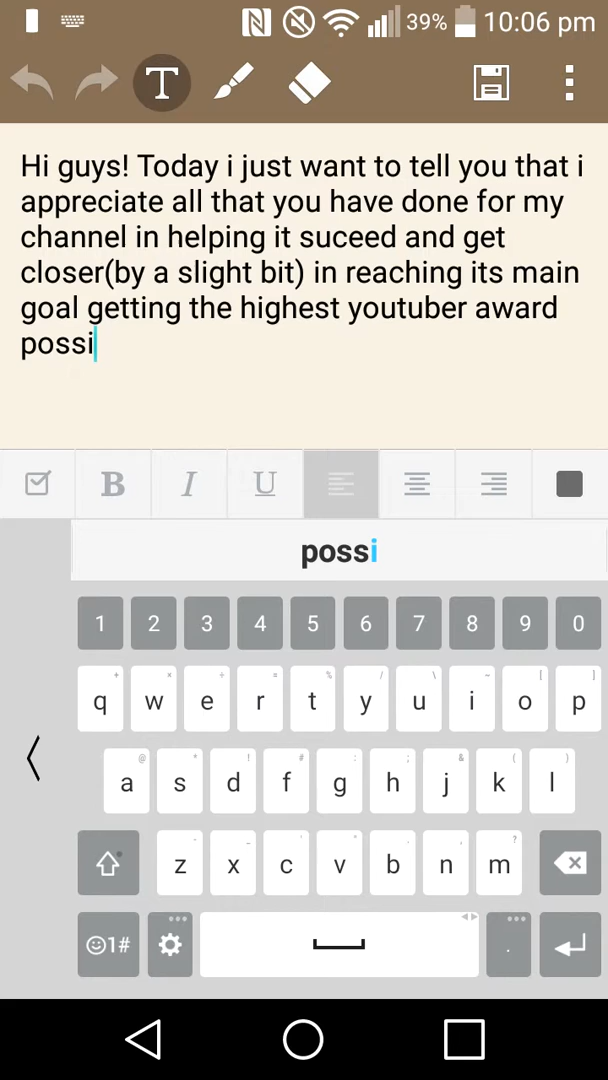 39% 10:06 pm
T
Hi guys! Today i just want to tell you that i
appreciate all that you have done for my
channel in helping it suceed and get
closer(by a slight bit) in reaching its main
goal getting the highest youtuber award
possi
B I U
possi
1 2 3 4 5 6 7 8 9 0
q w e r t y u i o p
a s d f g h j k l
z x c v b n m
1# .